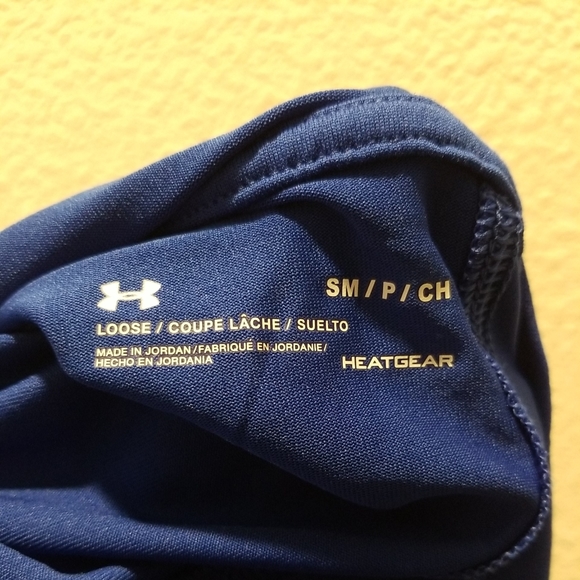 SM / P / CH
LOOSE / COUPE LÂCHE / SUELTO
MADE IN JORDAN/FABRIQUÉ EN JORDANIE/
HECHO EN JORDANIA
HEATGEAR